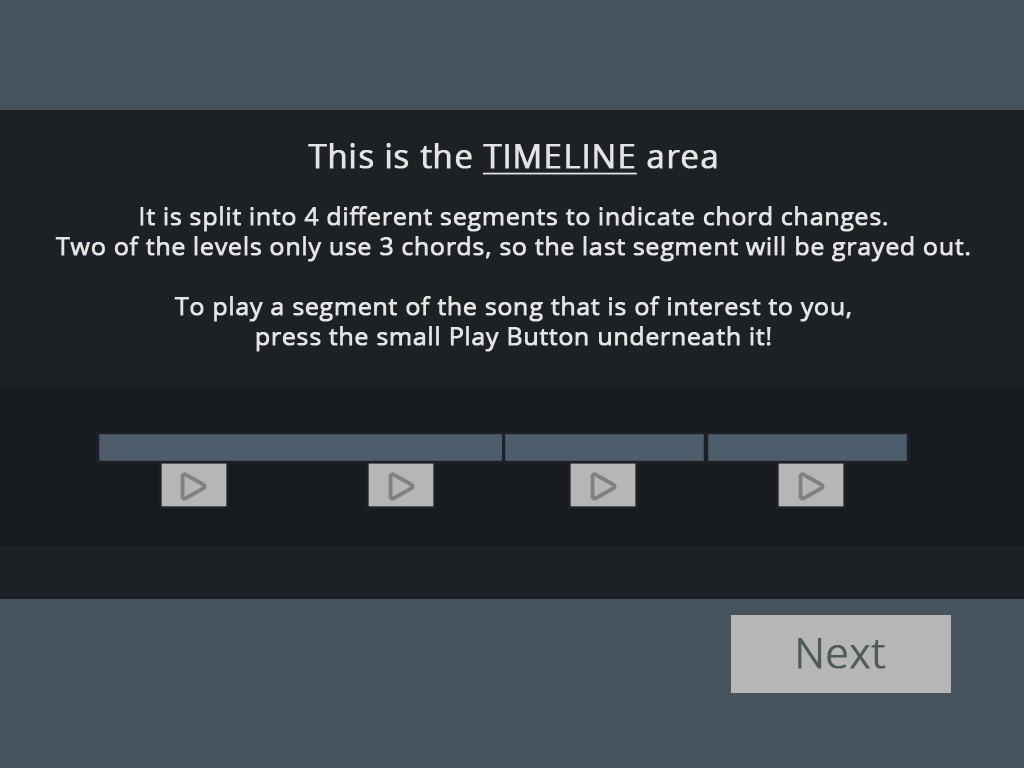 This is the TIMELINE area
It is split into 4 different segments to indicate chord changes.
Two of the levels only use 3 chords, so the last segment will be grayed out.
To play a segment of the song that is of interest to you,
press the small Play Button underneath it!
Next